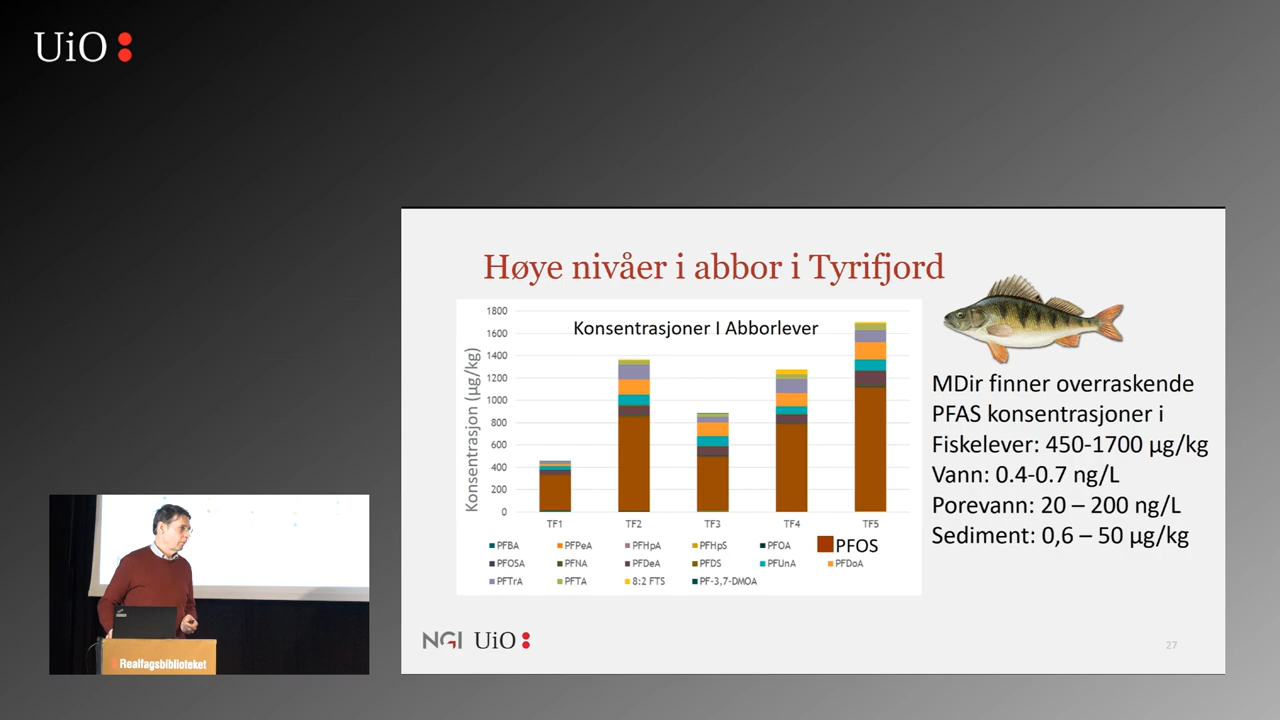 UiO
Høye nivåer i abbor i Tyrifjord
Konsentrasjoner I Abborlever
Konsentrasjon (µg/kg)
1800
1600
1400
1200
1000
800
600
400
200
0
TF1 TF2 TF3 TF4 TF5
PFBA PFPeA PFHpA PFHpS PFOA PFOS
PFOSA PFNA PFDeA PFDS PFUnA PFDoA
PFTrA PFTA 8:2 FTS PF-3,7-DMOA
MDir finner overraskende
PFAS konsentrasjoner i
Fiskelever: 450-1700 µg/kg
Vann: 0.4-0.7 ng/L
Porevann: 20 – 200 ng/L
Sediment: 0,6 – 50 µg/kg
NGI UiO
27
Realfagsbiblioteket